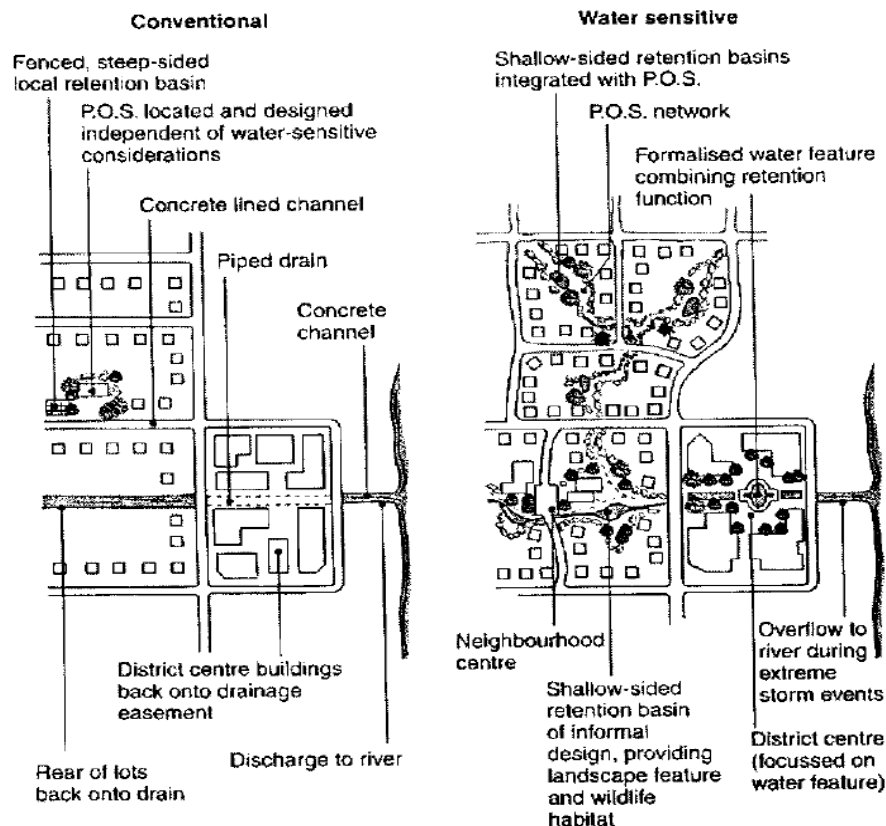 Conventional
Fenced, steep-sided
local retention basin
P.O.S. located and designed
independent of water-sensitive
considerations
Concrete lined channel
Piped drain
Concrete
channel
District centre buildings
back onto drainage
easement
Rear of lots
back onto drain
Discharge to river
Water sensitive
Shallow-sided retention basins
integrated with P.O.S.
P.O.S. network
Formalised water feature
combining retention
function
Neighbourhood
centre
Shallow-sided
retention basin
of informal
design, providing
landscape feature
and wildlife
habitat
Overflow to
river during
extreme
storm events
District centre
(focussed on
water feature)